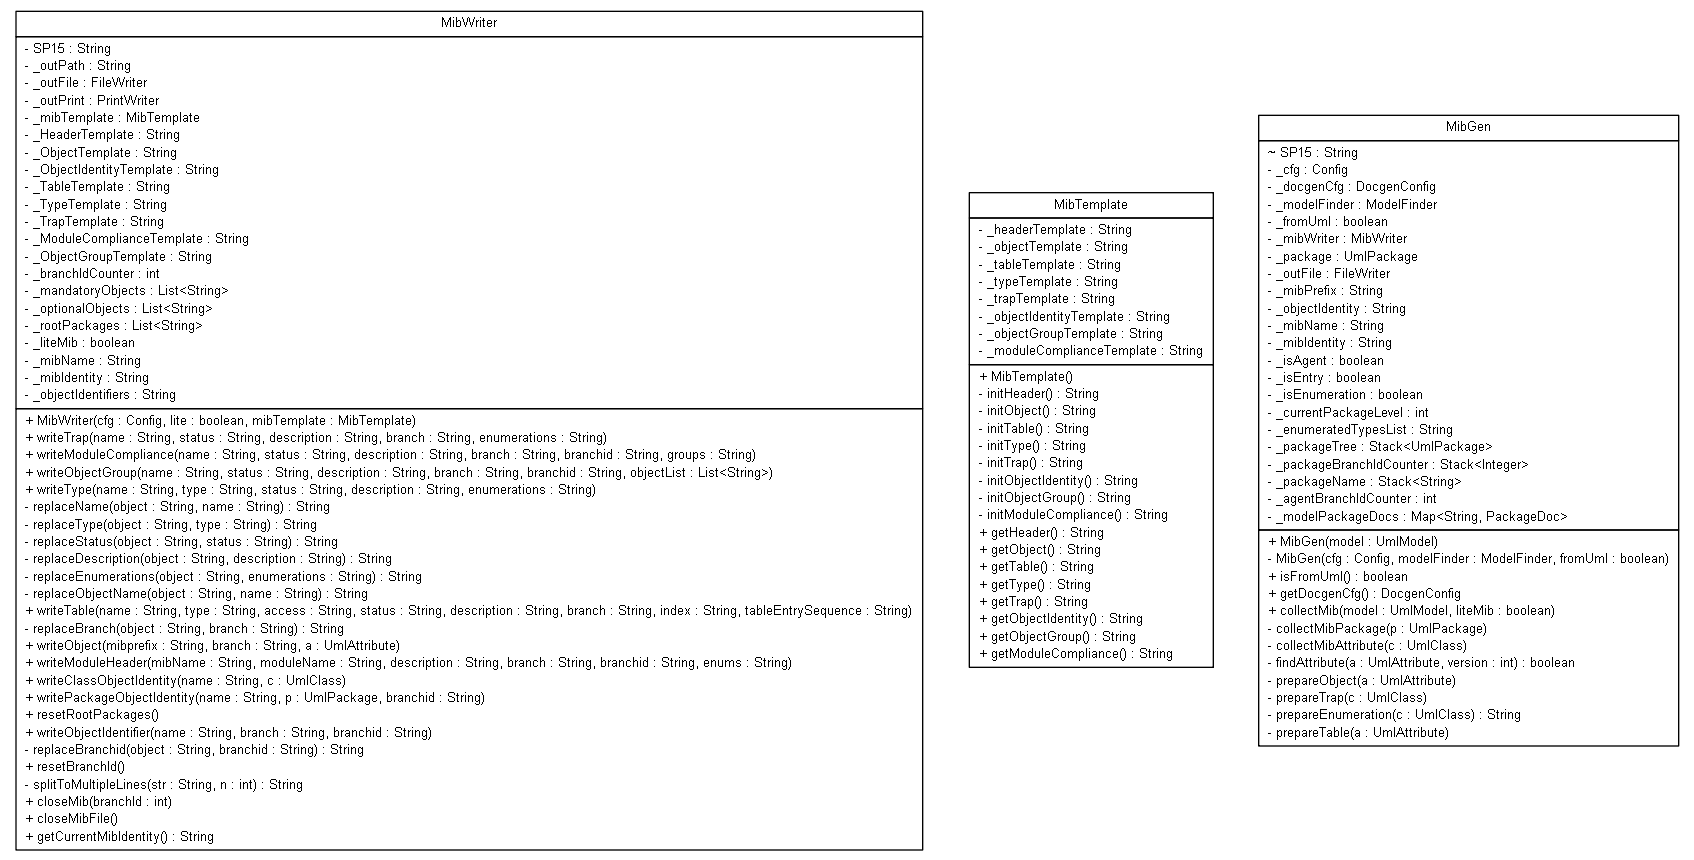 MibWriter
- SP15 : String
- _outPath : String
- _outFile : FileWriter
- _outPrint : PrintWriter
- _mibTemplate : MibTemplate
- _HeaderTemplate : String
- _ObjectTemplate : String
- _ObjectIdentityTemplate : String
- _TableTemplate : String
- _TypeTemplate : String
- _TrapTemplate : String
- _ModuleComplianceTemplate : String
- _ObjectGroupTemplate : String
- _branchIdCounter : int
- _mandatoryObjects : List<String>
- _optionalObjects : List<String>
- _rootPackages : List<String>
- _liteMib : boolean
- _mibName : String
- _mibIdentity : String
- _objectIdentifiers : String
+ MibWriter(cfg : Config, lite : boolean, mibTemplate : MibTemplate)
+ writeTrap(name : String, status : String, description : String, branch : String, enumerations : String)
+ writeModuleCompliance(name : String, status : String, description : String, branch : String, branchid : String, groups : String)
+ writeObjectGroup(name : String, status : String, description : String, branch : String, branchid : String, objectList : List<String>)
+ writeType(name : String, type : String, status : String, description : String, enumerations : String)
- replaceName(object : String, name : String) : String
- replaceType(object : String, type : String) : String
- replaceStatus(object : String, status : String) : String
- replaceDescription(object : String, description : String) : String
- replaceEnumerations(object : String, enumerations : String) : String
- replaceObjectName(object : String, name : String) : String
+ writeTable(name : String, type : String, access : String, status : String, description : String, branch : String, index : String, tableEntrySequence : String)
- replaceBranch(object : String, branch : String) : String
+ writeObject(mibprefix : String, branch : String, a : UmlAttribute)
+ writeModuleHeader(mibName : String, moduleName : String, description : String, branch : String, branchid : String, enums : String)
+ writeClassObjectIdentity(name : String, c : UmlClass)
+ writePackageObjectIdentity(name : String, p : UmlPackage, branchid : String)
+ resetRootPackages()
+ writeObjectIdentifier(name : String, branch : String, branchid : String)
- replaceBranchid(object : String, branchid : String) : String
+ resetBranchId()
- splitToMultipleLines(str : String, n : int) : String
+ closeMib(branchId : int)
+ closeMibFile()
+ getCurrentMibIdentity() : String
MibTemplate
- _headerTemplate : String
- _objectTemplate : String
- _tableTemplate : String
- _typeTemplate : String
- _trapTemplate : String
- _objectIdentityTemplate : String
- _objectGroupTemplate : String
- _moduleComplianceTemplate : String
+ MibTemplate()
- initHeader() : String
- initObject() : String
- initTable() : String
- initType() : String
- initTrap() : String
- initObjectIdentity() : String
- initObjectGroup() : String
- initModuleCompliance() : String
+ getHeader() : String
+ getObject() : String
+ getTable() : String
+ getType() : String
+ getTrap() : String
+ getObjectIdentity() : String
+ getObjectGroup() : String
+ getModuleCompliance() : String
MibGen
~ SP15 : String
- _cfg : Config
- _docgenCfg : DocgenConfig
- _modelFinder : ModelFinder
- _fromUml : boolean
- _mibWriter : MibWriter
- _package : UmlPackage
- _outFile : FileWriter
- _mibPrefix : String
- _objectIdentity : String
- _mibName : String
- _mibIdentity : String
- _isAgent : boolean
- _isEntry : boolean
- _isEnumeration : boolean
- _currentPackageLevel : int
- _enumeratedTypesList : String
- _packageTree : Stack<UmlPackage>
- _packageBranchIdCounter : Stack<Integer>
- _packageName : Stack<String>
- _agentBranchIdCounter : int
- _modelPackageDocs : Map<String, PackageDoc>
+ MibGen(model : UmlModel)
- MibGen(cfg : Config, modelFinder : ModelFinder, fromUml : boolean)
+ isFromUml() : boolean
+ getDocgenCfg() : DocgenConfig
+ collectMib(model : UmlModel, liteMib : boolean)
- collectMibPackage(p : UmlPackage)
- collectMibAttribute(c : UmlClass)
- findAttribute(a : UmlAttribute, version : int) : boolean
- prepareObject(a : UmlAttribute)
- prepareTrap(c : UmlClass)
- prepareEnumeration(c : UmlClass) : String
- prepareTable(a : UmlAttribute)